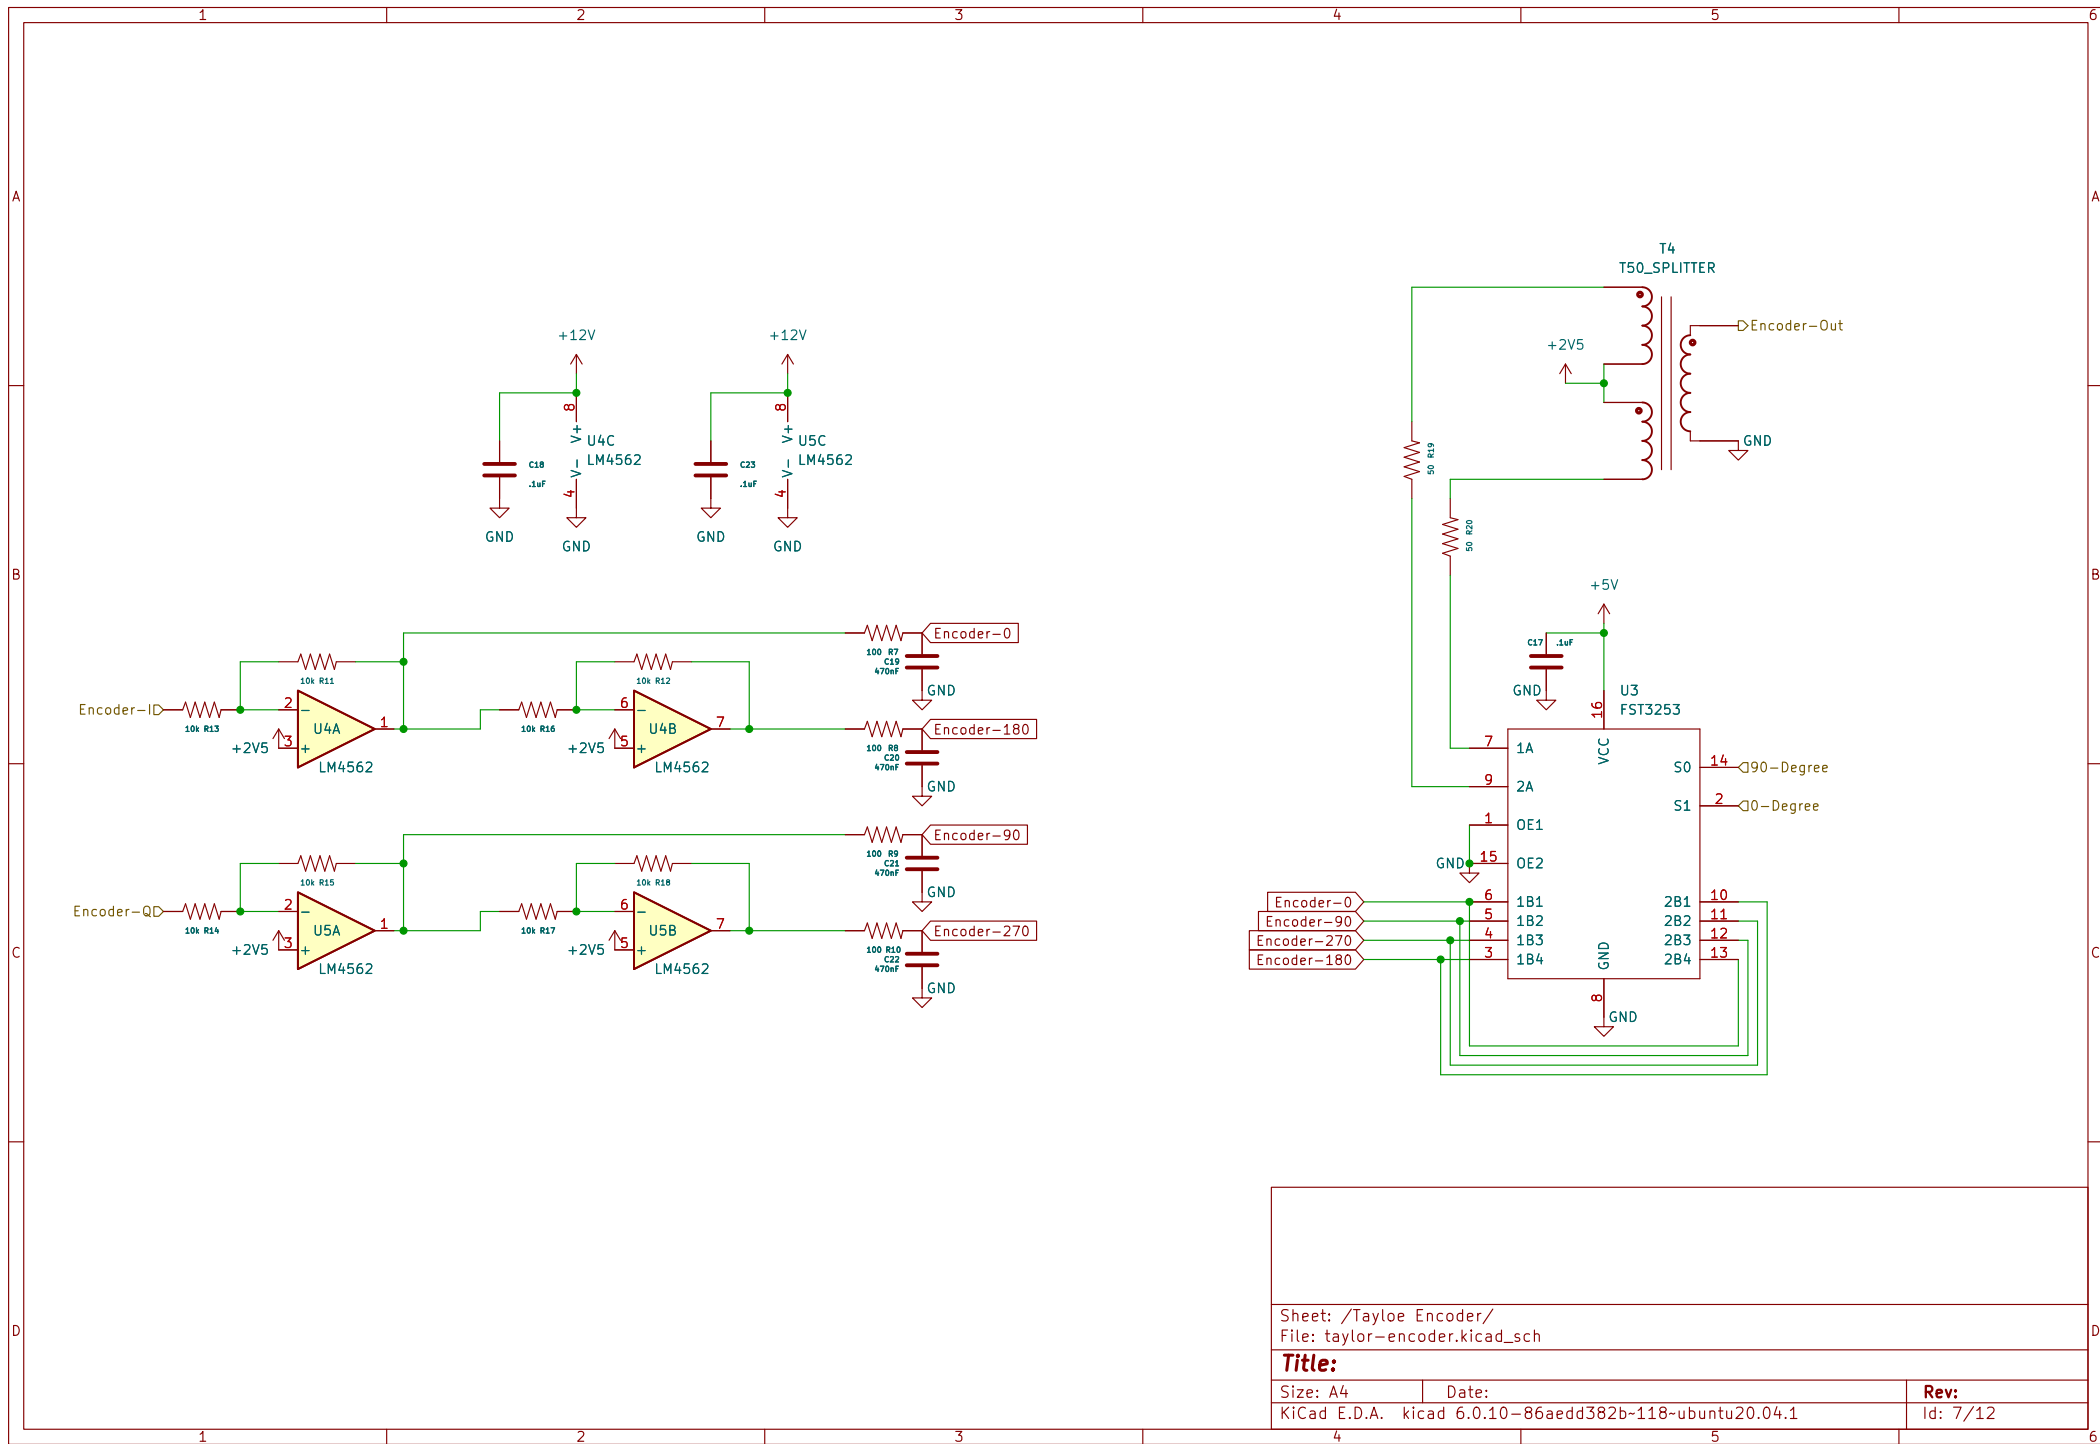 1 2 3 4 5 6
A A
T4
T50_SPLITTER
+12V +12V
+2V5
Encoder-Out
8 V+ U4C
V- LM4562
4
C18
.1uF
GND GND
8 V+ U5C
V- LM4562
4
C23
.1uF
GND GND
50 R19
GND
50 R20
B B
+5V
C17 .1uF
GND
Encoder-0
100 R7
C19
470nF
GND
10k R11
10k R12
Encoder-I
10k R13
2 −
+2V5 3 +
U4A
1
LM4562
10k R16
6 −
+2V5 5 +
U4B
7
LM4562
Encoder-180
100 R8
C20
470nF
GND
U3
FST3253
16 VCC
7 1A
9 2A
S0 14 90-Degree
S1 2 0-Degree
1 OE1
GND 15 OE2
Encoder-0 6 1B1
Encoder-90 5 1B2
Encoder-270 4 1B3
Encoder-180 3 1B4
2B1 10
2B2 11
2B3 12
2B4 13
GND 8
GND
Encoder-90
100 R9
C21
470nF
GND
10k R15
10k R18
Encoder-Q
10k R14
2 −
+2V5 3 +
U5A
1
LM4562
10k R17
6 −
+2V5 5 +
U5B
7
LM4562
Encoder-270
100 R10
C22
470nF
GND
C C
D D
Sheet: /Tayloe Encoder/
File: taylor-encoder.kicad_sch
Title:
Size: A4 Date: Rev:
KiCad E.D.A. kicad 6.0.10-86aedd382b~118~ubuntu20.04.1 Id: 7/12
1 2 3 4 5 6